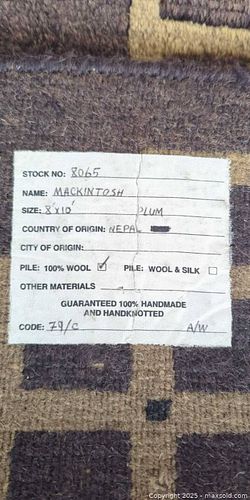 STOCK NO: 8065
NAME: MACKINTOSH
SIZE: 8'x10' PLUM
COUNTRY OF ORIGIN: NEPAL
CITY OF ORIGIN:
PILE: 100% WOOL ☑ PILE: WOOL & SILK ☐
OTHER MATERIALS
GUARANTEED 100% HANDMADE
AND HANDKNOTTED
CODE: 79/C A/W
Copyright 2025 - maxsold.com